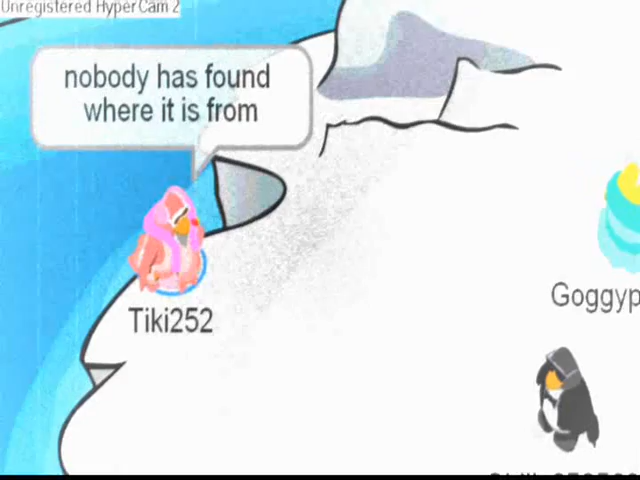 Unregistered HyperCam 2
nobody has found
where it is from
Tiki252
Goggyp